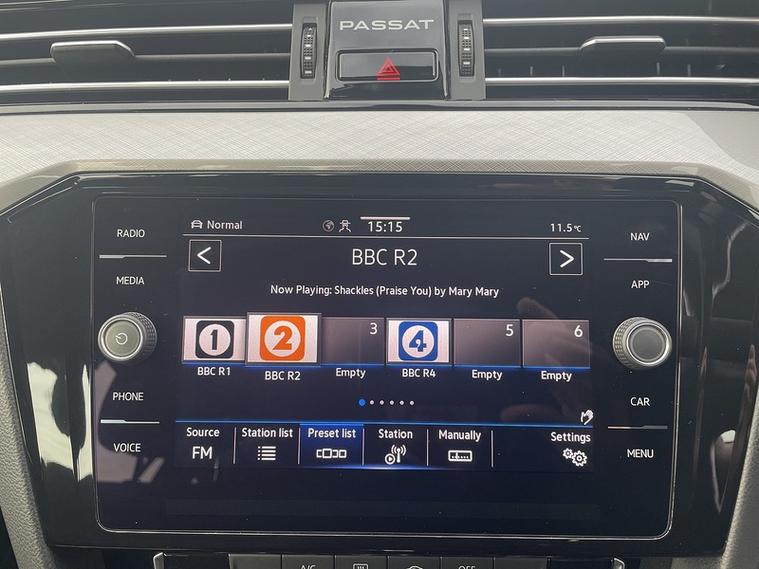 PASSAT
RADIO
MEDIA
PHONE
VOICE
Normal
15:15
11.5°C
BBC R2
Now Playing: Shackles (Praise You) by Mary Mary
1
2
3
4
5
6
BBC R1
BBC R2
Empty
BBC R4
Empty
Empty
Source
FM
Station list
Preset list
Station
Manually
Settings
NAV
APP
CAR
MENU
A/C
OFF